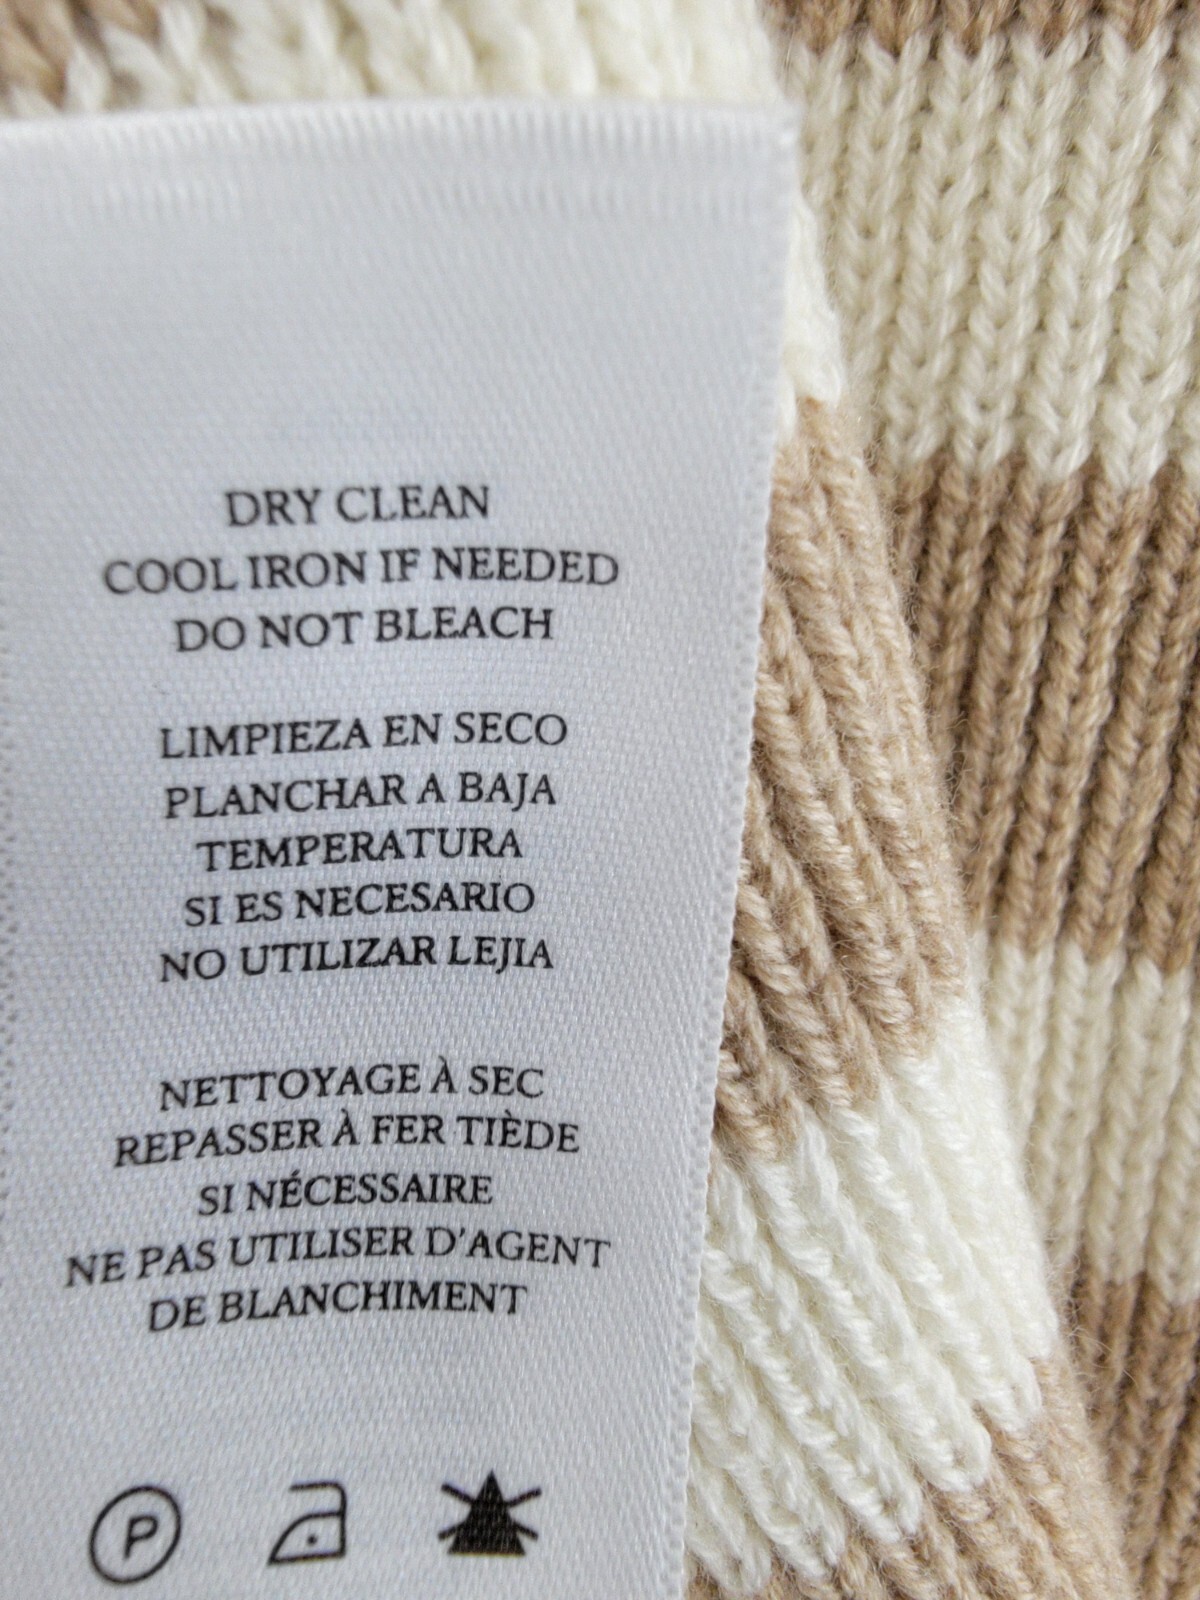 DRY CLEAN
COOL IRON IF NEEDED
DO NOT BLEACH
LIMPIEZA EN SECO
PLANCHAR A BAJA
TEMPERATURA
SI ES NECESARIO
NO UTILIZAR LEJIA
NETTOYAGE À SEC
REPASSER À FER TIÈDE
SI NÉCESSAIRE
NE PAS UTILISER D'AGENT
DE BLANCHIMENT
P